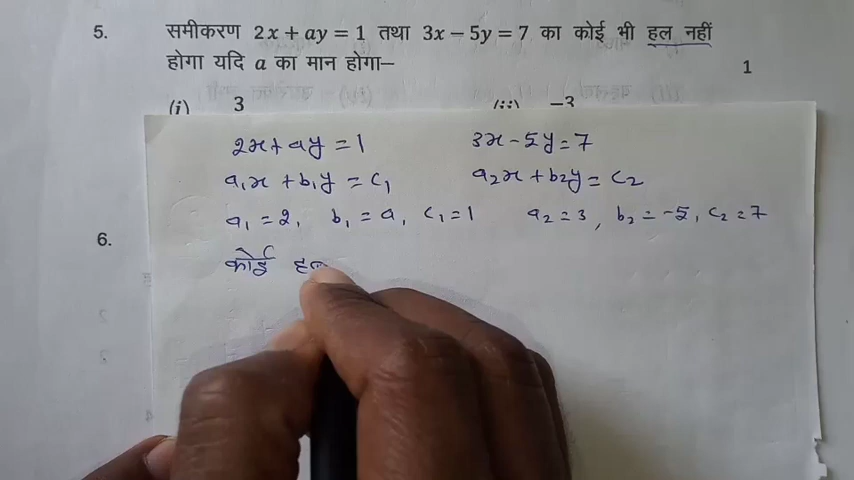 5. समीकरण 2x + ay = 1 तथा 3x − 5y = 7 का कोई भी हल नहीं
होगा यदि a का मान होगा–
1
(i) 3 (ii) −3
2x + ay = 1 3x − 5y = 7
a₁x + b₁y = c₁ a₂x + b₂y = c₂
a₁ = 2, b₁ = a, c₁ = 1 a₂ = 3, b₂ = −5, c₂ = 7
6.
कोई हल